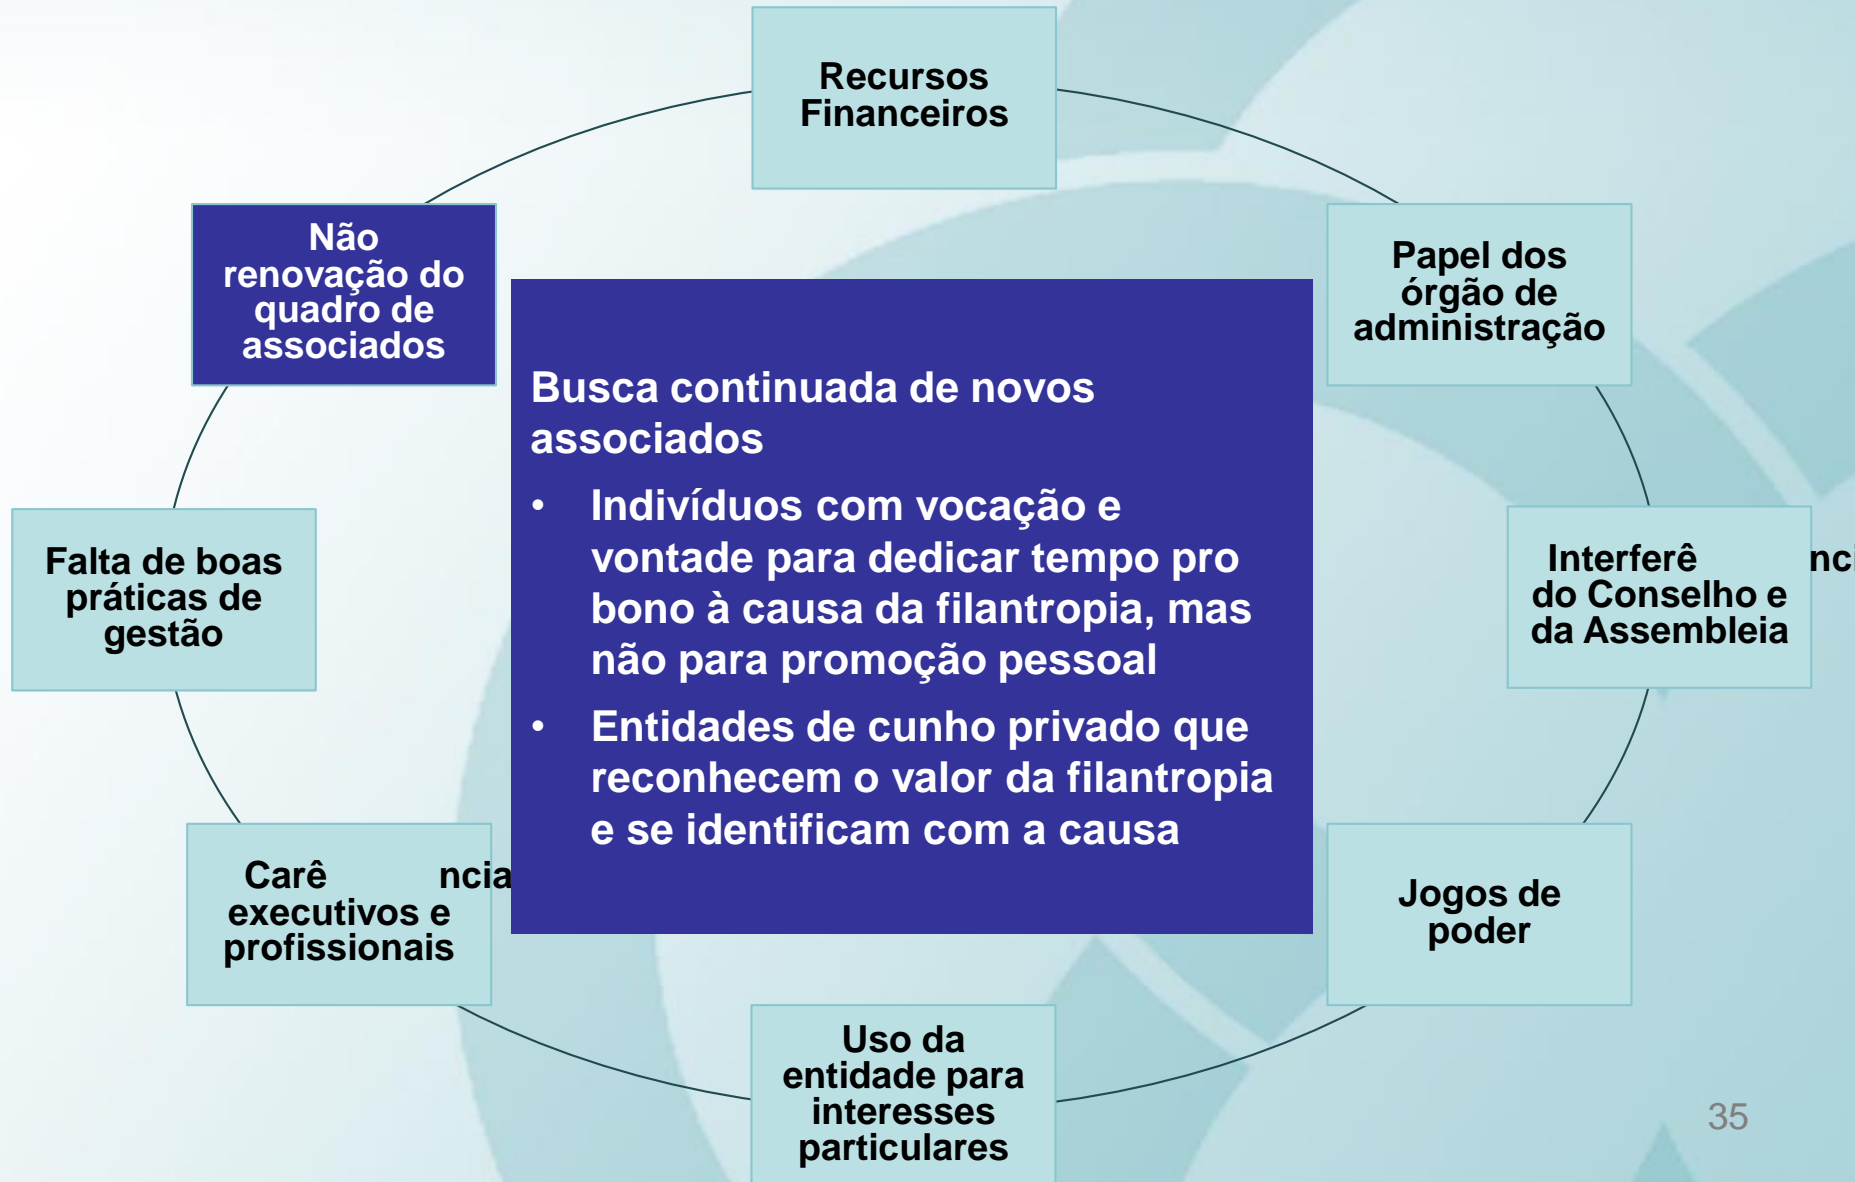 Recursos
Financeiros
Não
renovação do
quadro de
associados
Papel dos
órgão de
administração
Busca continuada de novos
associados
• Indivíduos com vocação e
vontade para dedicar tempo pro
bono à causa da filantropia, mas
não para promoção pessoal
• Entidades de cunho privado que
reconhecem o valor da filantropia
e se identificam com a causa
Falta de boas
práticas de
gestão
Interferê nci
do Conselho e
da Assembleia
Carê ncia
executivos e
profissionais
Jogos de
poder
Uso da
entidade para
interesses
particulares
35